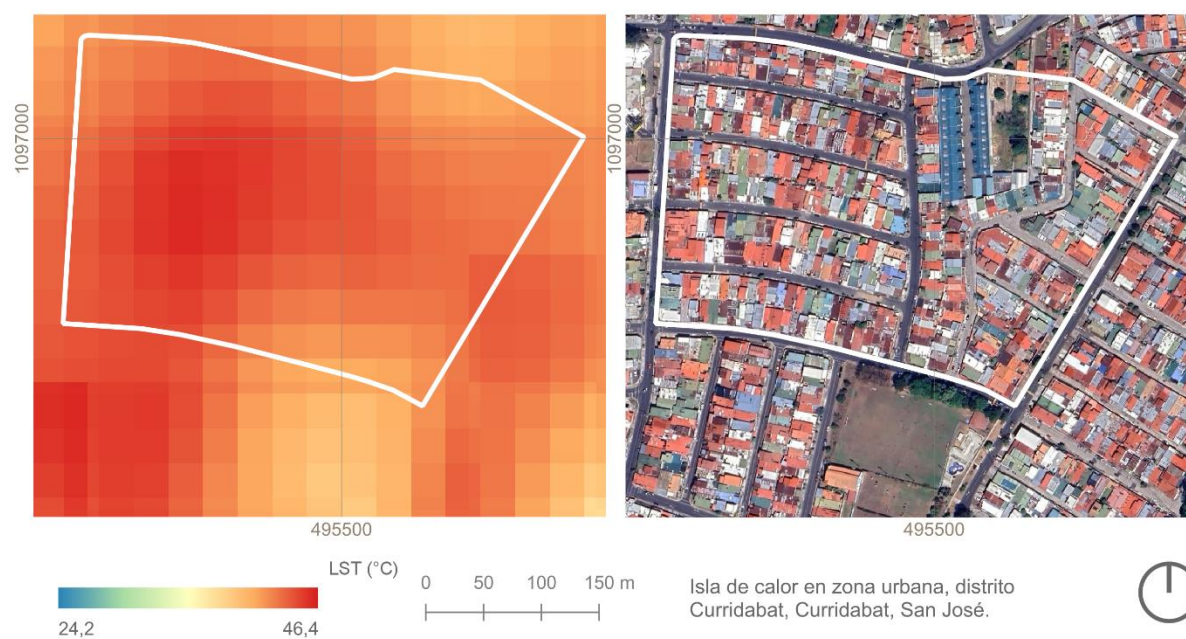 1097000
1097000
495500
495500
LST (°C)
24,2
46,4
0 50 100 150 m
Isla de calor en zona urbana, distrito
Curridabat, Curridabat, San José.